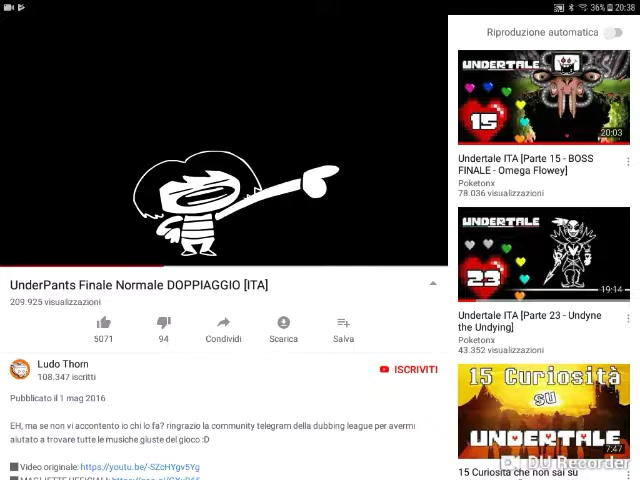 36% 20:38
Riproduzione automatica
UNDERTALE
15
20:03
Undertale ITA [Parte 15 - BOSS
FINALE - Omega Flowey]
Poketonx
78.036 visualizzazioni
UNDERTALE
23
19:14
Undertale ITA [Parte 23 - Undyne
the Undying]
Poketonx
43.352 visualizzazioni
15 Curiosità
su
UNDERTALE
7:47
DU Recorder
15 Curiosità che non sai su
UnderPants Finale Normale DOPPIAGGIO [ITA]
209.925 visualizzazioni
5071 94 Condividi Scarica Salva
Ludo Thorn
108.347 iscritti
ISCRIVITI
Pubblicato il 1 mag 2016
EH, ma se non vi accontento io chi lo fa? ringrazio la community telegram della dubbing league per avermi
aiutato a trovare tutte le musiche giuste del gioco :D
Video originale: https://youtu.be/-SZcHYgv5Yg